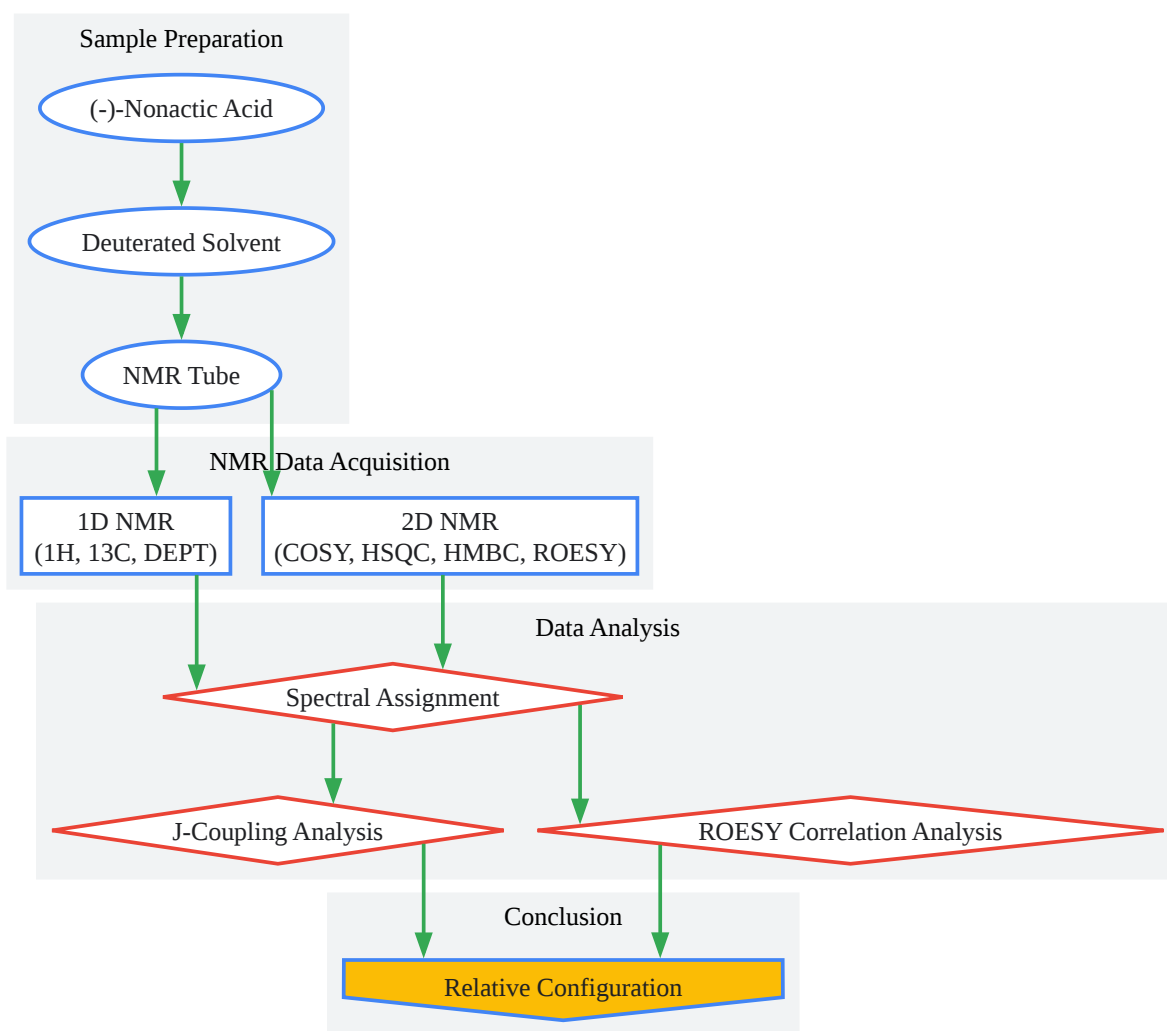 Sample Preparation
(-)-Nonactic Acid
Deuterated Solvent
NMR Tube
NMR Data Acquisition
1D NMR
(1H, 13C, DEPT)
2D NMR
(COSY, HSQC, HMBC, ROESY)
Data Analysis
Spectral Assignment
J-Coupling Analysis
ROESY Correlation Analysis
Conclusion
Relative Configuration